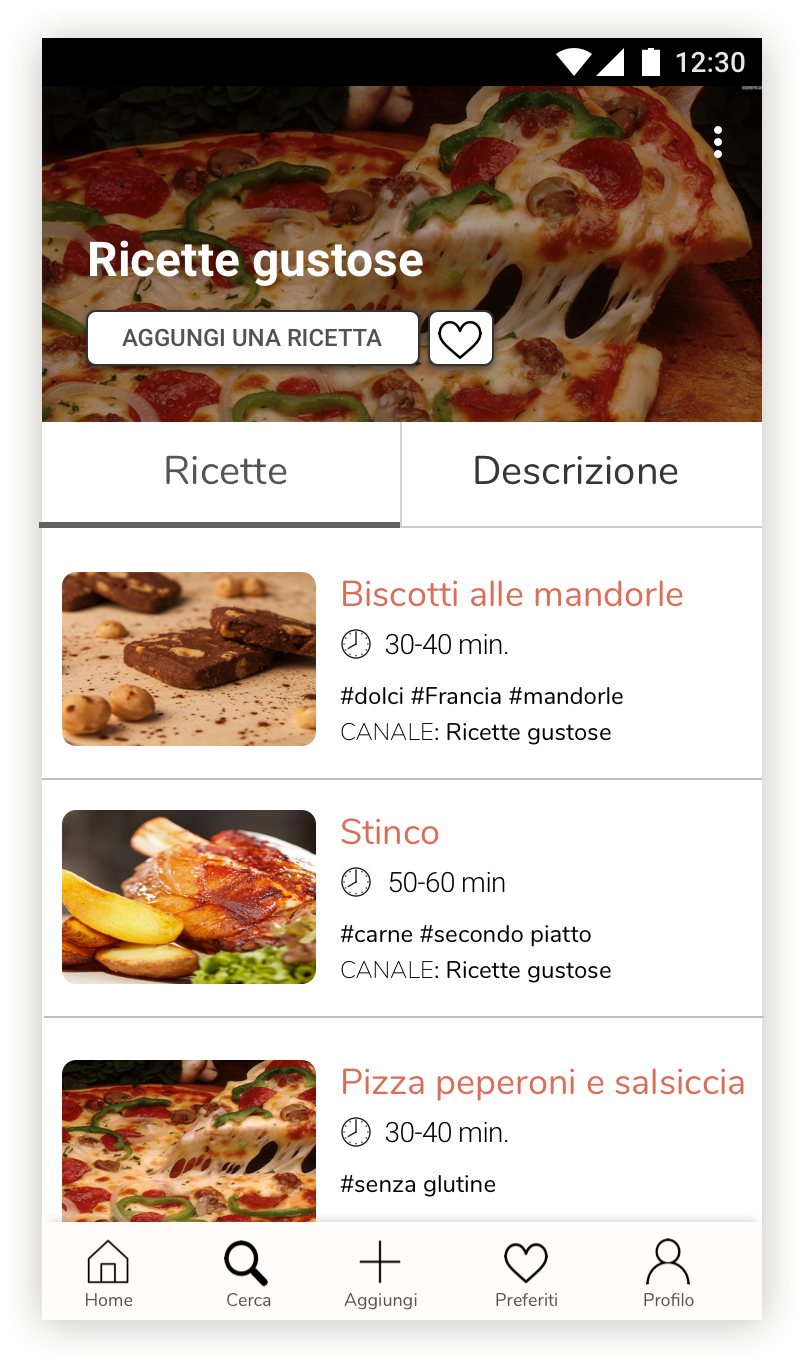 12:30
Ricette gustose
AGGUNGI UNA RICETTA
Ricette
Descrizione
Biscotti alle mandorle
30-40 min.
#dolci #Francia #mandorle
CANALE: Ricette gustose
Stinco
50-60 min
#carne #secondo piatto
CANALE: Ricette gustose
Pizza peperoni e salsiccia
30-40 min.
#senza glutine
Home
Cerca
Aggiungi
Preferiti
Profilo